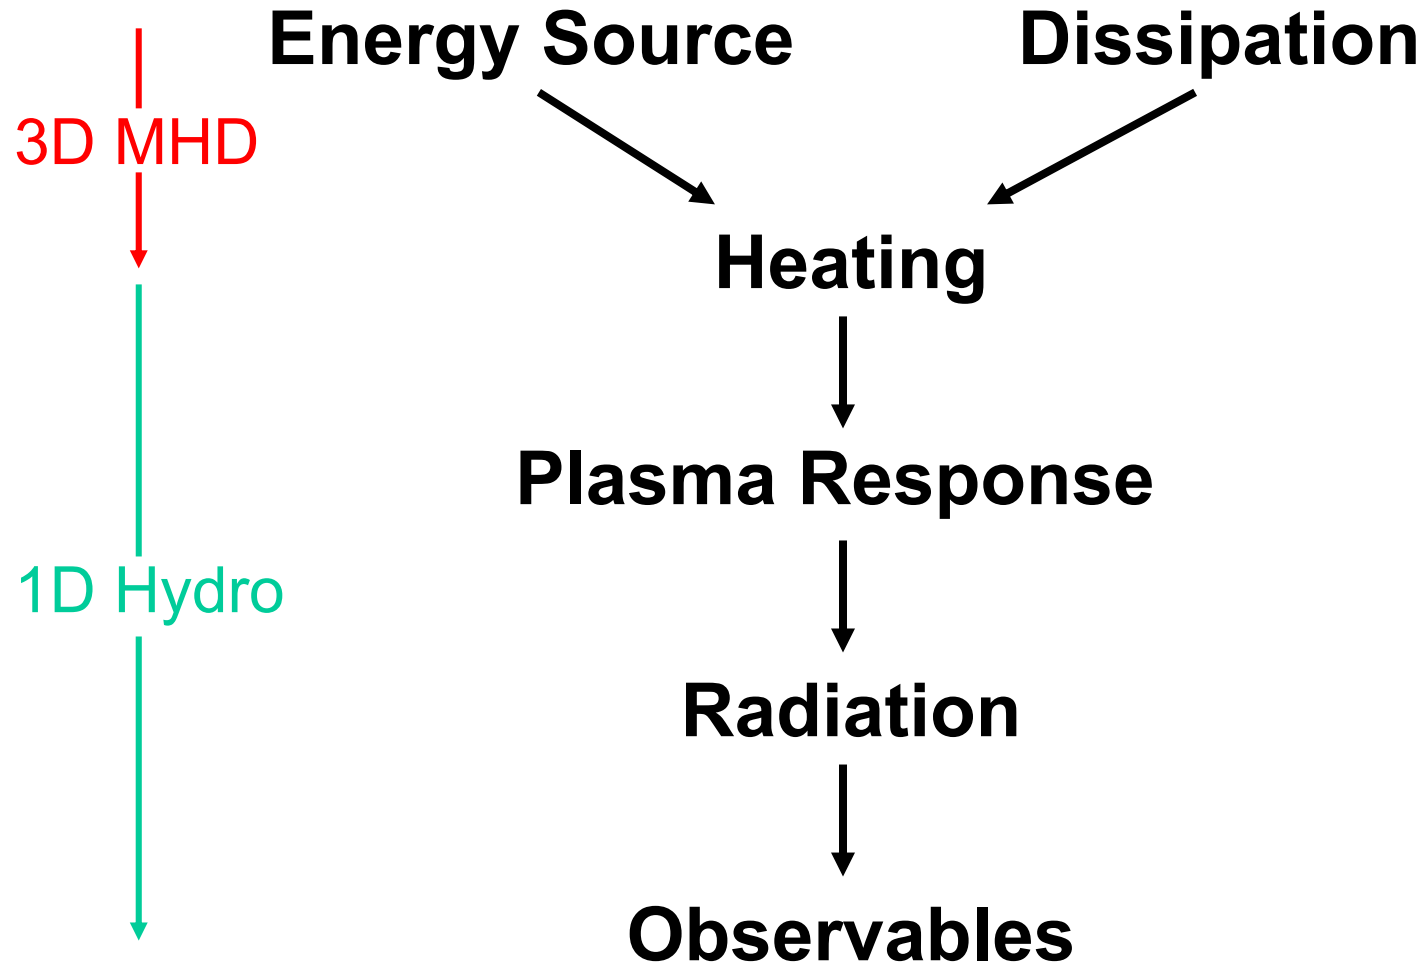 Energy Source
Dissipation
3D MHD
Heating
Plasma Response
1D Hydro
Radiation
Observables